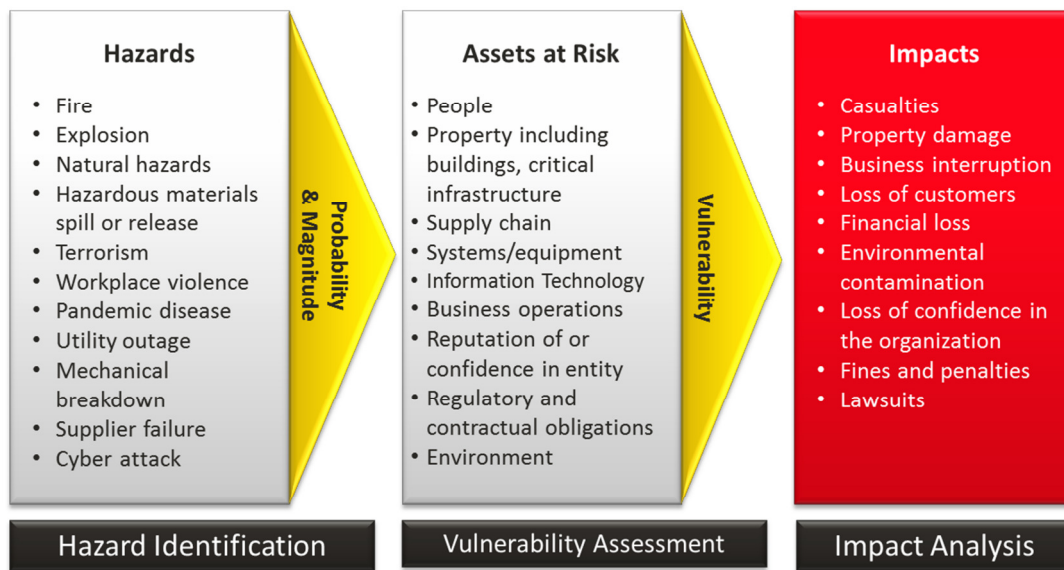 Hazards
• Fire
• Explosion
• Natural hazards
• Hazardous materials
spill or release
• Terrorism
• Workplace violence
• Pandemic disease
• Utility outage
• Mechanical
breakdown
• Supplier failure
• Cyber attack
Probability
& Magnitude
Assets at Risk
• People
• Property including
buildings, critical
infrastructure
• Supply chain
• Systems/equipment
• Information Technology
• Business operations
• Reputation of or
confidence in entity
• Regulatory and
contractual obligations
• Environment
Vulnerability
Impacts
• Casualties
• Property damage
• Business interruption
• Loss of customers
• Financial loss
• Environmental
contamination
• Loss of confidence in
the organization
• Fines and penalties
• Lawsuits
Hazard Identification
Vulnerability Assessment
Impact Analysis